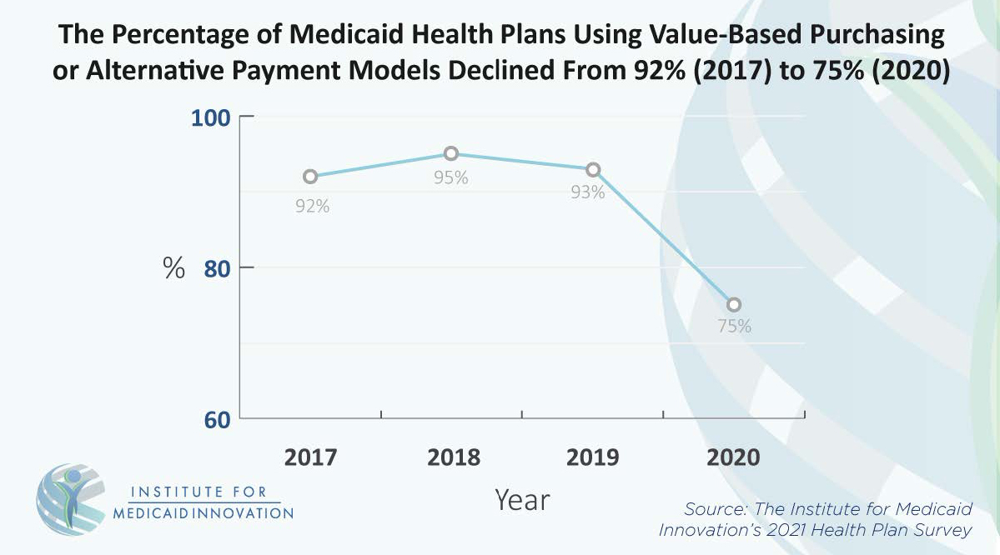 The Percentage of Medicaid Health Plans Using Value-Based Purchasing
or Alternative Payment Models Declined From 92% (2017) to 75% (2020)
100
95%
92%
93%
% 80
75%
60
2017 2018 2019 2020
Year
INSTITUTE FOR
MEDICAID INNOVATION
Source: The Institute for Medicaid
Innovation's 2021 Health Plan Survey